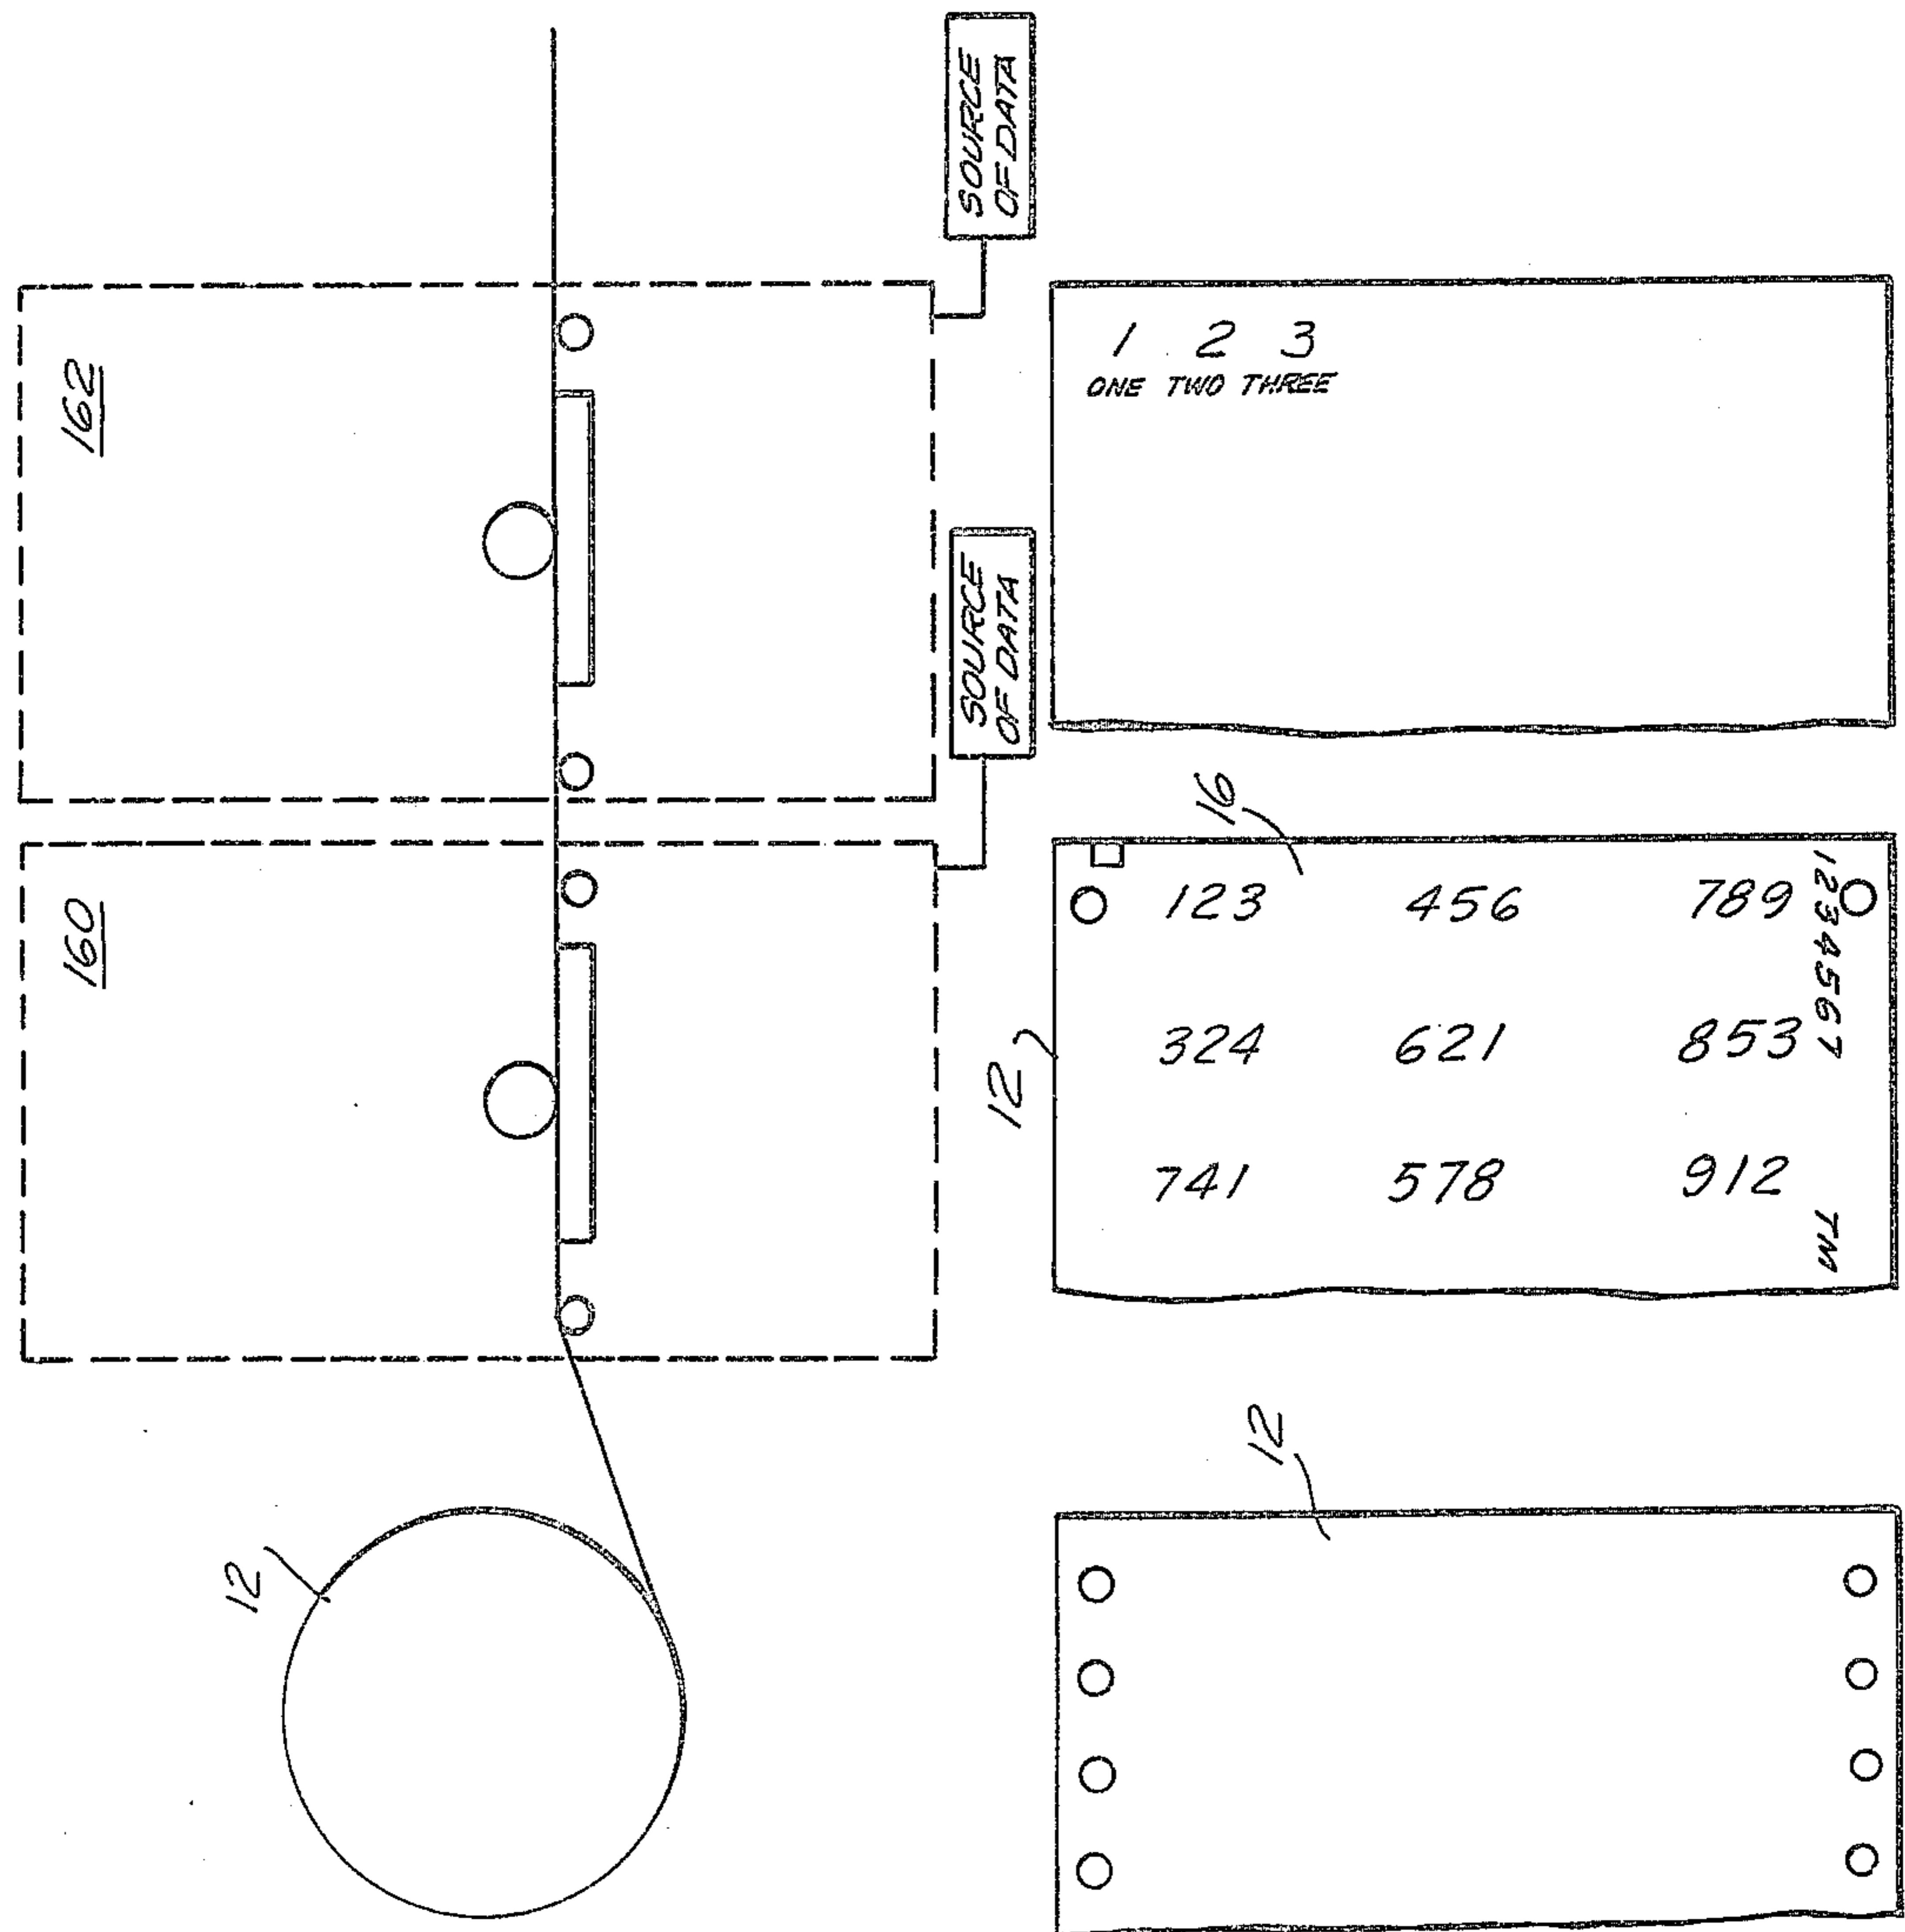 162
SOURCE
OF DATA
160
SOURCE
OF DATA
12
1 2 3
ONE TWO THREE
16
12
123 456 789
324 621 853
741 578 912
1234567
TM
12